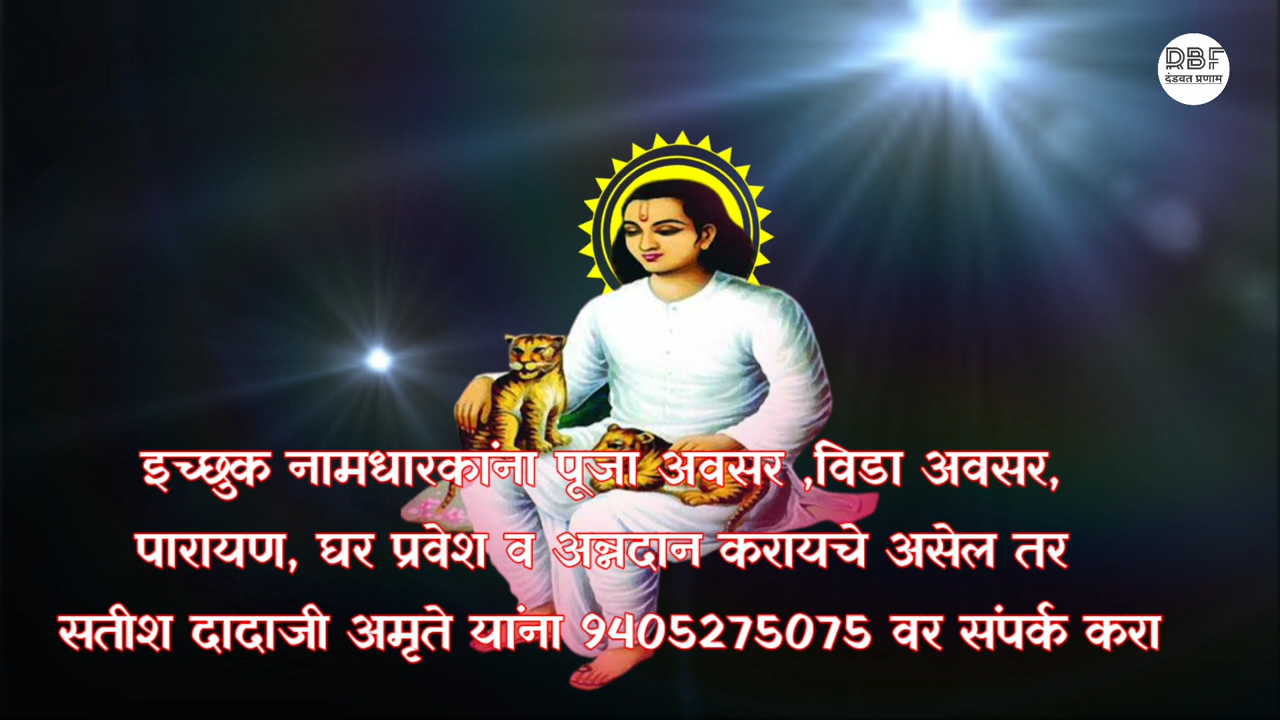 RBF
दंडवत प्रणाम
इच्छुक नामधारकांना पूजा अवसर ,विडा अवसर,
पारायण, घर प्रवेश व अन्नदान करायचे असेल तर
सतीश दादाजी अमृते यांना 9405275075 वर संपर्क करा